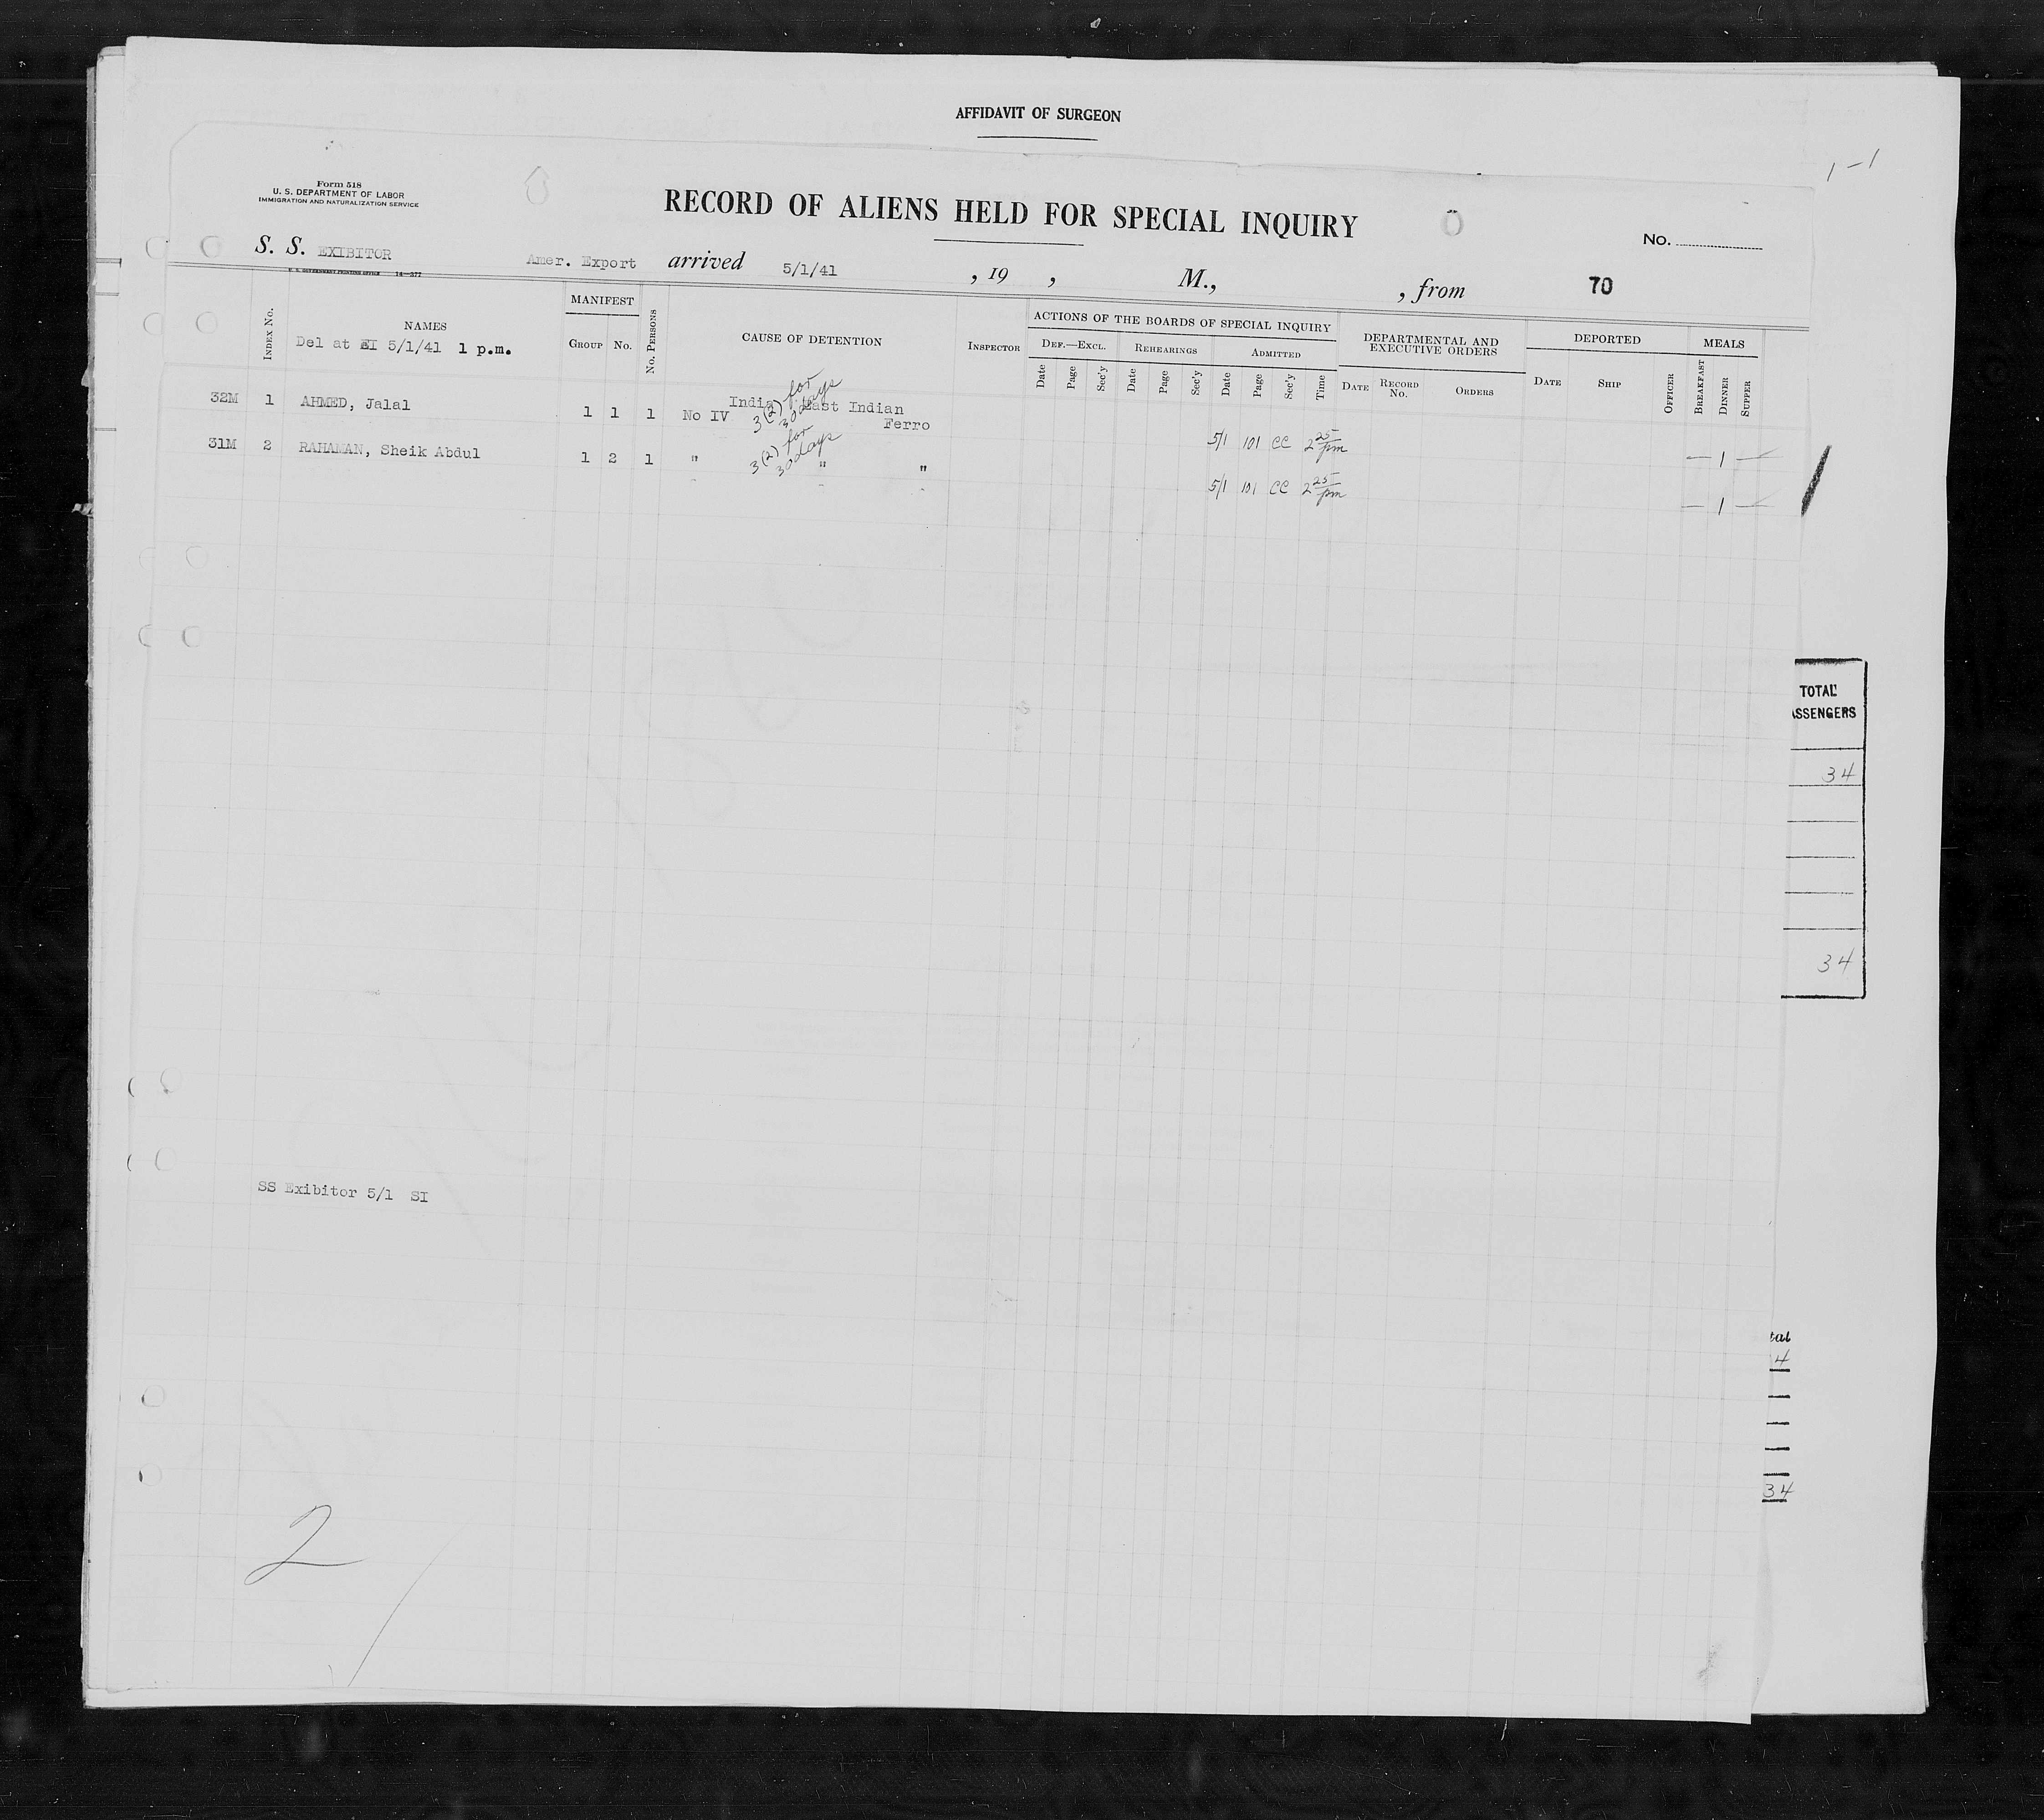 AFFIDAVIT OF SURGEON
1-1
Form 518
U. S. DEPARTMENT OF LABOR
IMMIGRATION AND NATURALIZATION SERVICE
RECORD OF ALIENS HELD FOR SPECIAL INQUIRY
No.
S. S. EXIBITOR Amer. Export arrived 5/1/41 , 19 , M., , from 70
U. S. GOVERNMENT PRINTING OFFICE 14—377
INDEX No. NAMES MANIFEST GROUP No. No. PERSONS CAUSE OF DETENTION INSPECTOR
Del at EI 5/1/41 1 p.m.
ACTIONS OF THE BOARDS OF SPECIAL INQUIRY
DEF.—EXCL. REHEARINGS ADMITTED
Date Page Sec'y Date Page Sec'y Date Page Sec'y Time
DEPARTMENTAL AND EXECUTIVE ORDERS
DATE RECORD No. ORDERS
DEPORTED
DATE SHIP OFFICER
MEALS
BREAKFAST DINNER SUPPER
32M 1 AHMED, Jalal 1 1 1 No IV India East Indian Ferro
3(2) for 30 days
5/1 101 CC 2 25 pm — 1 —
31M 2 RAHAMAN, Sheik Abdul 1 2 1 " " "
3(2) for 30 days
5/1 101 CC 2 25 pm — 1 —
TOTAL
ASSENGERS
34
34
SS Exibitor 5/1 SI
tal
4
34
2